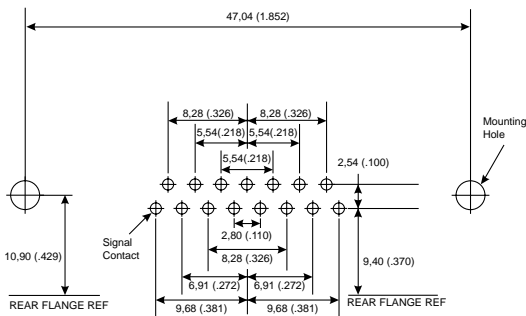 47,04 (1.852)
8,28 (.326)
8,28 (.326)
5,54(.218)
5,54(.218)
5,54(.218)
Mounting
Hole
2,54 (.100)
Signal
Contact
2,80 (.110)
10,90 (.429)
8,28 (.326)
9,40 (.370)
6,91 (.272)
6,91 (.272)
REAR FLANGE REF
REAR FLANGE REF
9,68 (.381)
9,68 (.381)